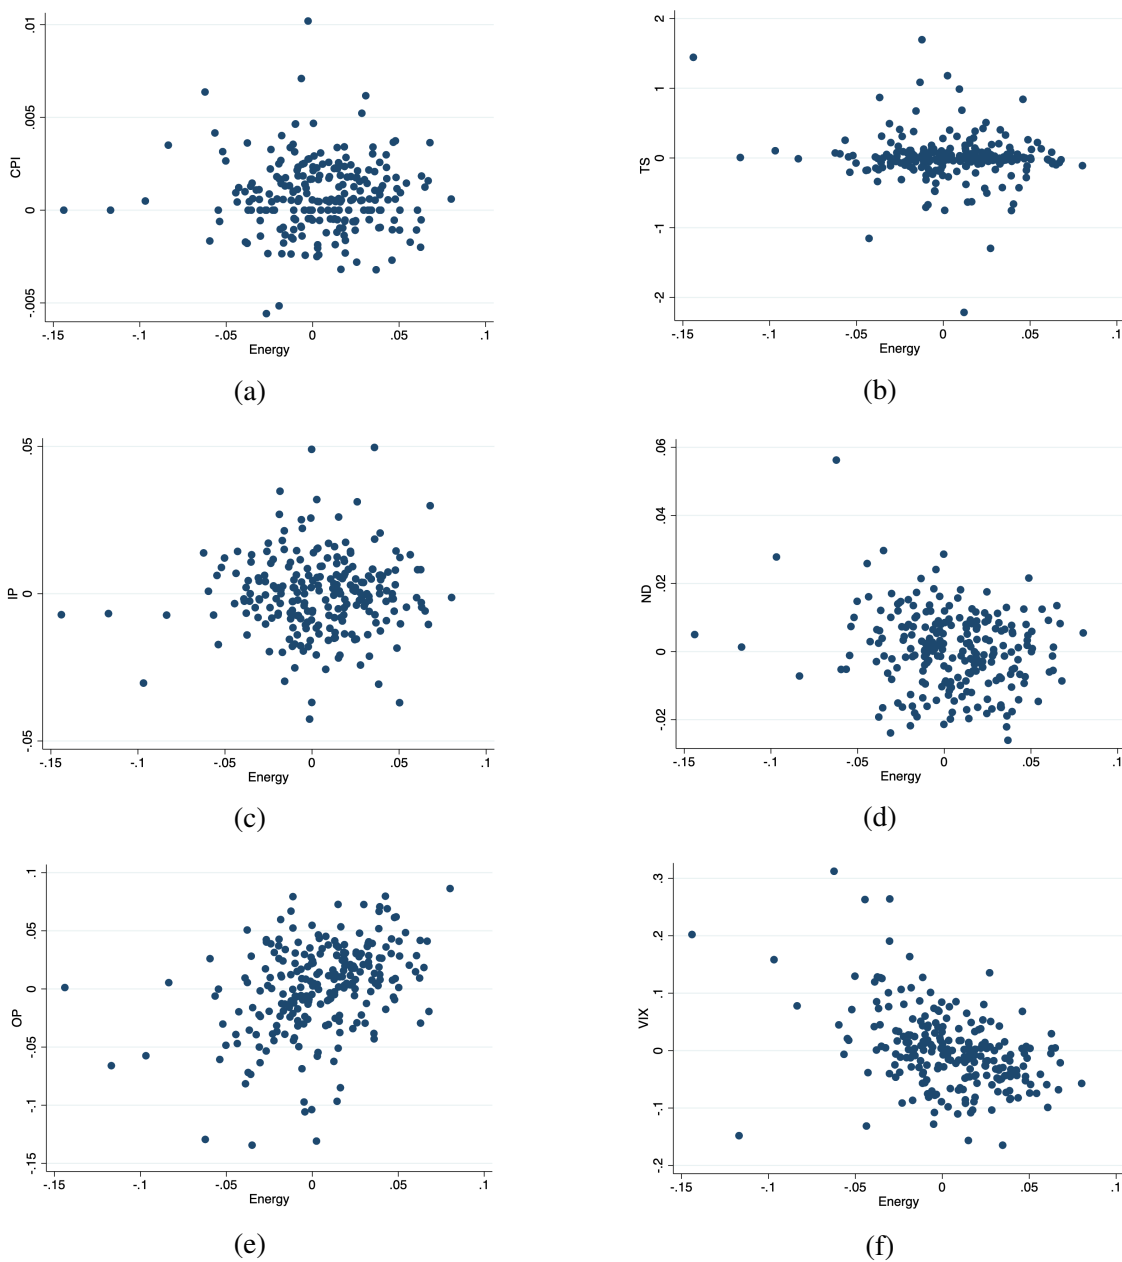 .01
.005
0
-.005
CPI
-.15 -.1 -.05 0 .05 .1
Energy
(a)
2
1
0
-1
-2
TS
-.15 -.1 -.05 0 .05 .1
Energy
(b)
.05
0
-.05
IP
-.15 -.1 -.05 0 .05 .1
Energy
(c)
.06
.04
.02
0
-.02
ND
-.15 -.1 -.05 0 .05 .1
Energy
(d)
.1
.05
0
-.05
-.1
-.15
OP
-.15 -.1 -.05 0 .05 .1
Energy
(e)
.3
.2
.1
0
-.1
-.2
VIX
-.15 -.1 -.05 0 .05 .1
Energy
(f)